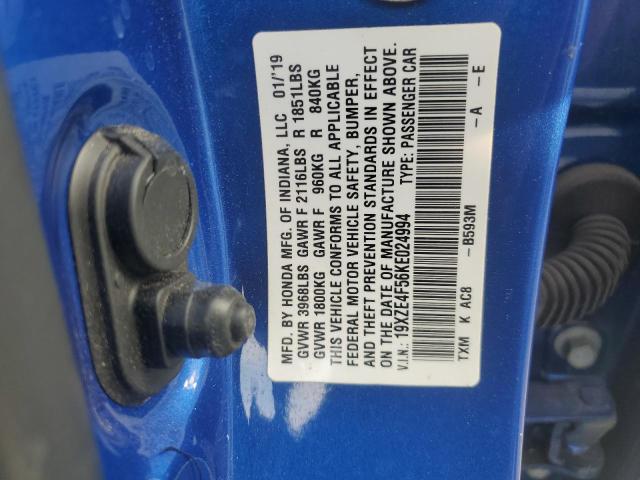 MFD. BY HONDA MFG. OF INDIANA, LLC 01/'19
GVWR 3968LBS GAWR F 2116LBS R 1851LBS
GVWR 1800KG GAWR F 960KG R 840KG
THIS VEHICLE CONFORMS TO ALL APPLICABLE
FEDERAL MOTOR VEHICLE SAFETY, BUMPER,
AND THEFT PREVENTION STANDARDS IN EFFECT
ON THE DATE OF MANUFACTURE SHOWN ABOVE.
V.I.N.: 19XZE4F56KE024994 TYPE: PASSENGER CAR
TXM K AC8 -B593M -A -E